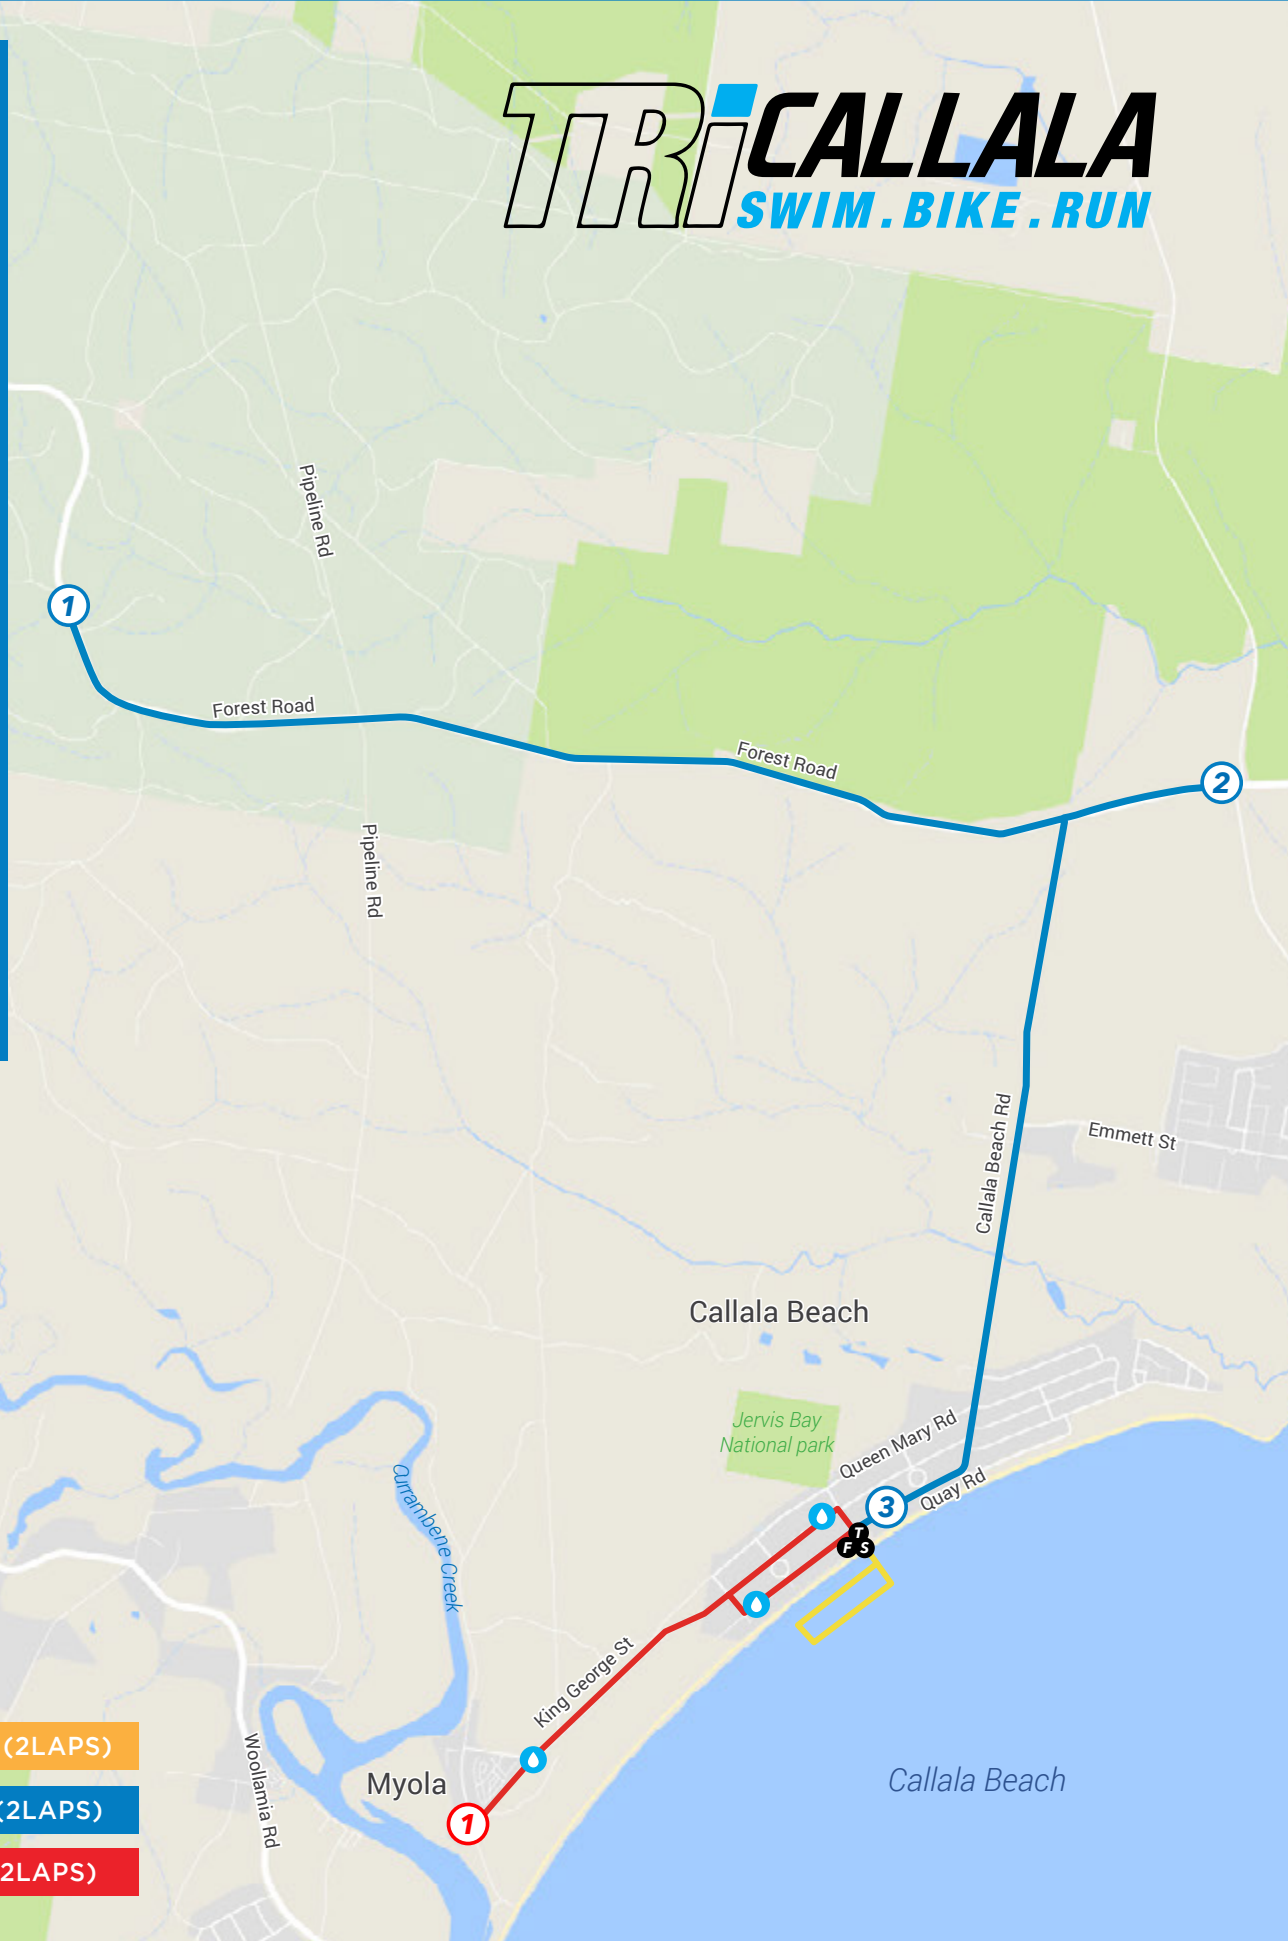 TRiCALLALA
SWIM.BIKE.RUN
Pipeline Rd
1
Forest Road
Forest Road
2
Pipeline Rd
Callala Beach Rd
Emmett St
Callala Beach
Jervis Bay
National park
Queen Mary Rd
Quay Rd
3
T
F S
Currambene Creek
King George St
(2LAPS)
Woollamia Rd
Myola
Callala Beach
(2LAPS)
1
2LAPS)